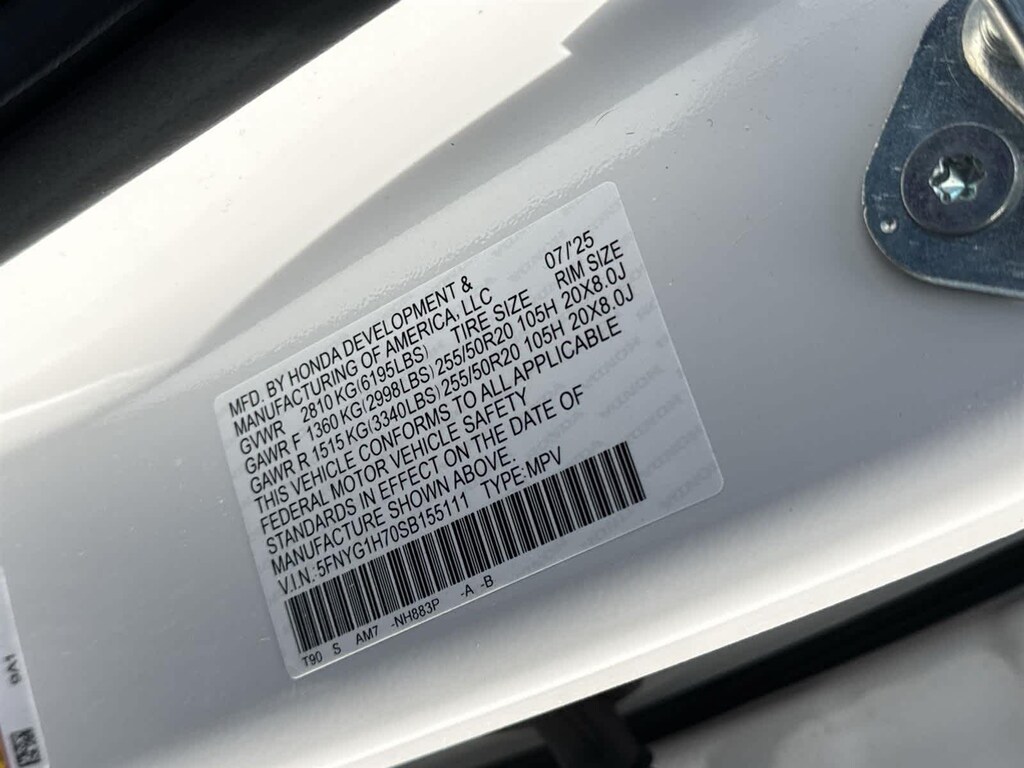 MFD. BY HONDA DEVELOPMENT &
MANUFACTURING OF AMERICA, LLC 07/'25
GVWR 2810 KG(6195LBS) TIRE SIZE RIM SIZE
GAWR F 1360 KG(2998LBS) 255/50R20 105H 20X8.0J
GAWR R 1515 KG(3340LBS) 255/50R20 105H 20X8.0J
THIS VEHICLE CONFORMS TO ALL APPLICABLE
FEDERAL MOTOR VEHICLE SAFETY
STANDARDS IN EFFECT ON THE DATE OF
MANUFACTURE SHOWN ABOVE.
V.I.N.:5FNYG1H70SB155111 TYPE:MPV
T90 S AM7 -NH883P -A -B